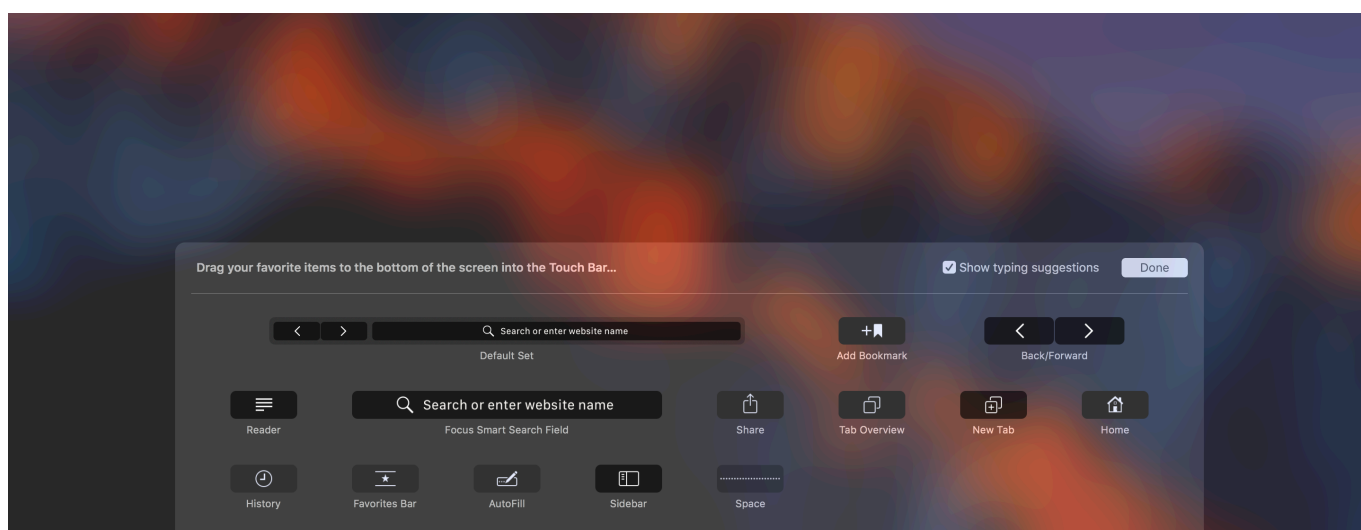 Drag your favorite items to the bottom of the screen into the Touch Bar...
Show typing suggestions
Done
Search or enter website name
Default Set
Add Bookmark
Back/Forward
Reader
Search or enter website name
Focus Smart Search Field
Share
Tab Overview
New Tab
Home
History
Favorites Bar
AutoFill
Sidebar
Space